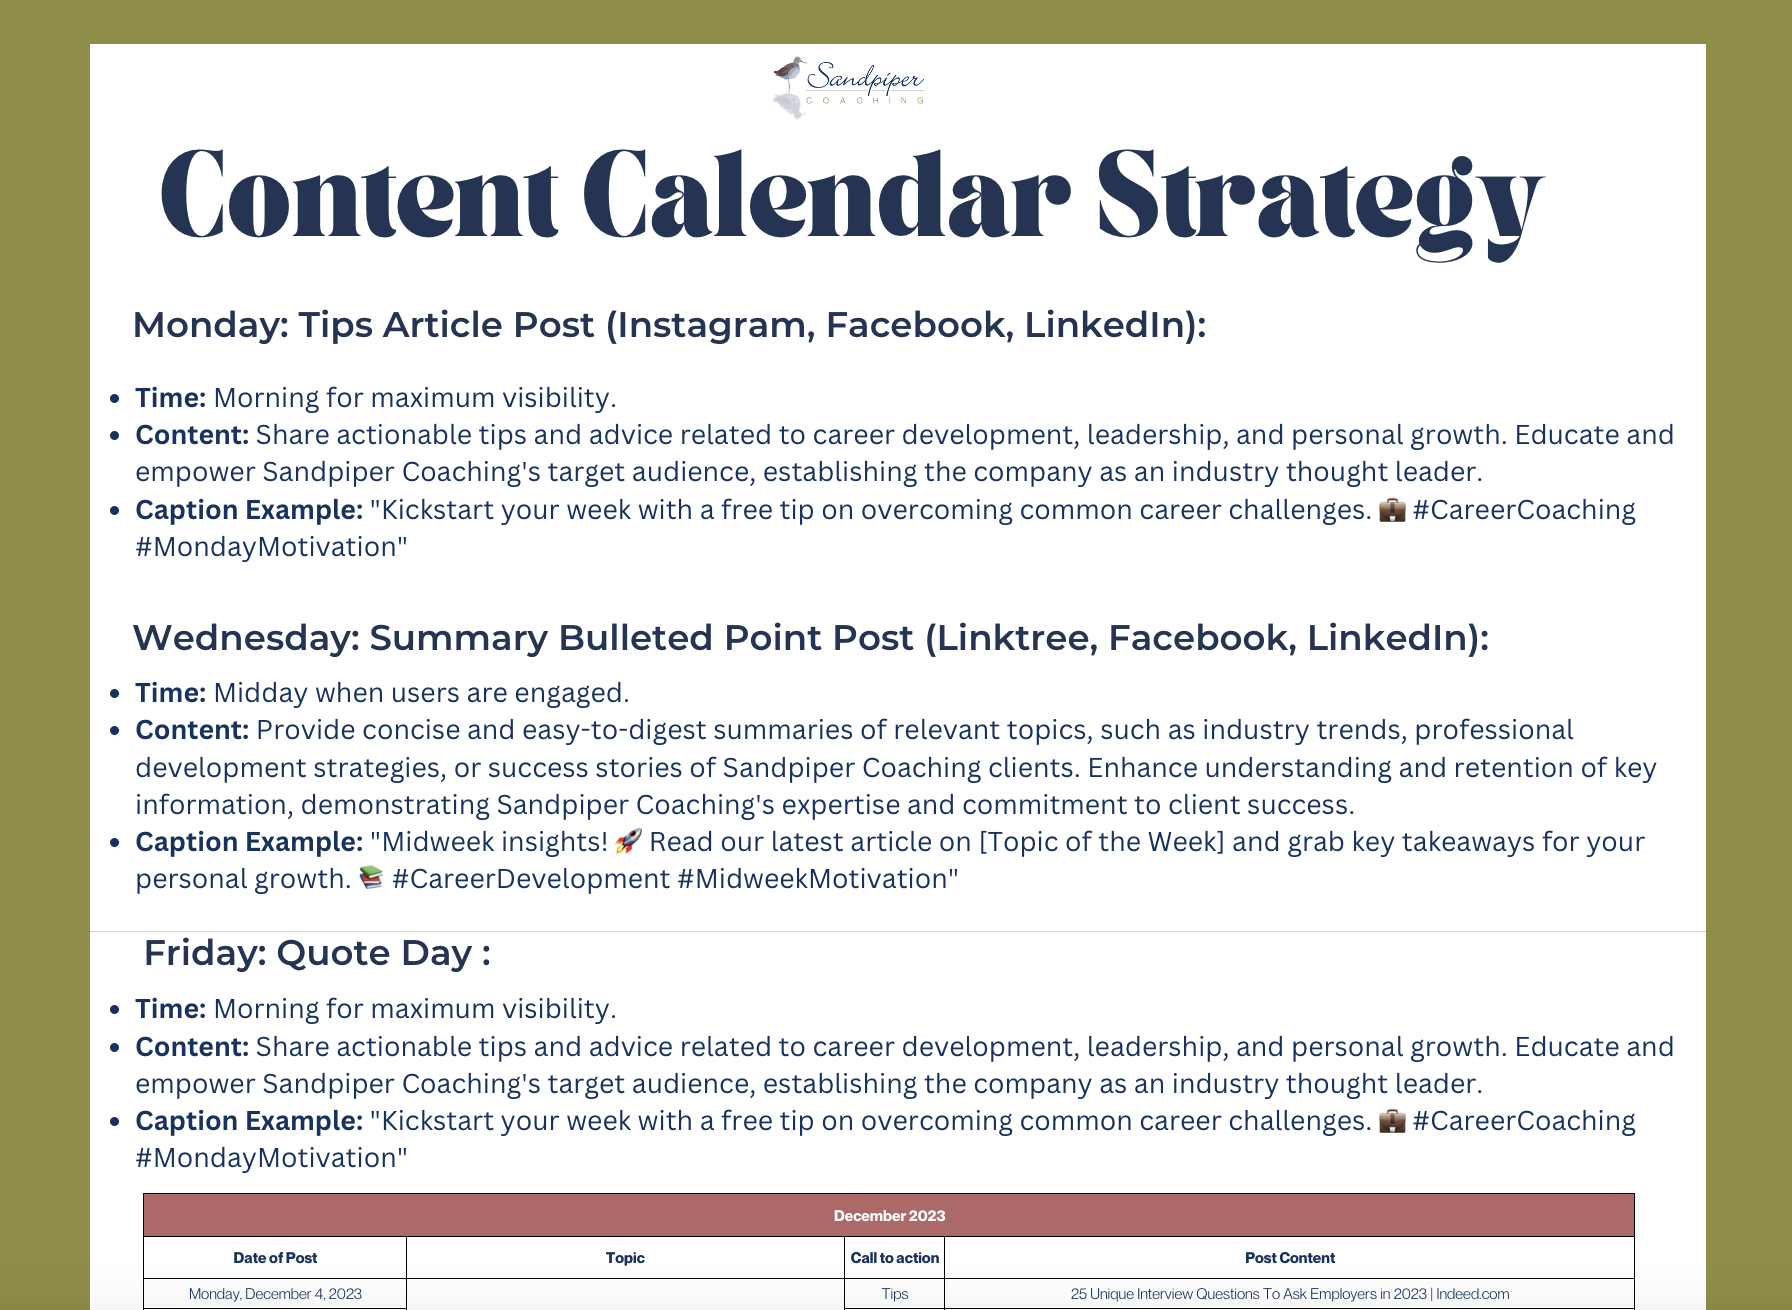 Sandpiper
COACHING
Content Calendar Strategy
Monday: Tips Article Post (Instagram, Facebook, LinkedIn):
• Time: Morning for maximum visibility.
• Content: Share actionable tips and advice related to career development, leadership, and personal growth. Educate and
empower Sandpiper Coaching's target audience, establishing the company as an industry thought leader.
• Caption Example: "Kickstart your week with a free tip on overcoming common career challenges. 💼 #CareerCoaching
#MondayMotivation"
Wednesday: Summary Bulleted Point Post (Linktree, Facebook, LinkedIn):
• Time: Midday when users are engaged.
• Content: Provide concise and easy-to-digest summaries of relevant topics, such as industry trends, professional
development strategies, or success stories of Sandpiper Coaching clients. Enhance understanding and retention of key
information, demonstrating Sandpiper Coaching's expertise and commitment to client success.
• Caption Example: "Midweek insights! 🚀 Read our latest article on [Topic of the Week] and grab key takeaways for your
personal growth. 📚 #CareerDevelopment #MidweekMotivation"
Friday: Quote Day :
• Time: Morning for maximum visibility.
• Content: Share actionable tips and advice related to career development, leadership, and personal growth. Educate and
empower Sandpiper Coaching's target audience, establishing the company as an industry thought leader.
• Caption Example: "Kickstart your week with a free tip on overcoming common career challenges. 💼 #CareerCoaching
#MondayMotivation"
December 2023
Date of Post Topic Call to action Post Content
Monday, December 4, 2023 Tips 25 Unique Interview Questions To Ask Employers in 2023 | Indeed.com